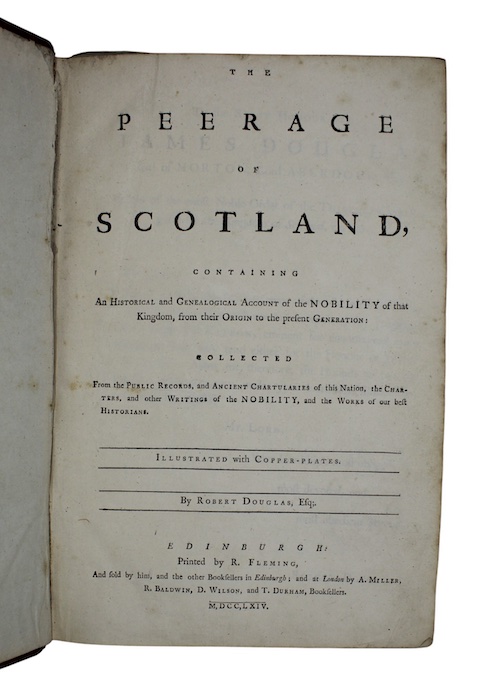 THE
PEERAGE
OF
SCOTLAND,
CONTAINING
An HISTORICAL and GENEALOGICAL ACCOUNT of the NOBILITY of that
Kingdom, from their ORIGIN to the preſent GENERATION:
COLLECTED
From the PUBLIC RECORDS, and ANCIENT CHARTULARIES of this Nation, the CHAR-
TERS, and other WRITINGS of the NOBILITY, and the WORKS of our beſt
HISTORIANS.
ILLUSTRATED with COPPER-PLATES.
By ROBERT DOUGLAS, Eſq;.
EDINBURGH:
Printed by R. FLEMING,
And ſold by him, and the other Bookſellers in Edinburgh; and at London by A. MILLER,
R. BALDWIN, D. WILSON, and T. DURHAM, Bookſellers.
M,DCC,LXIV.